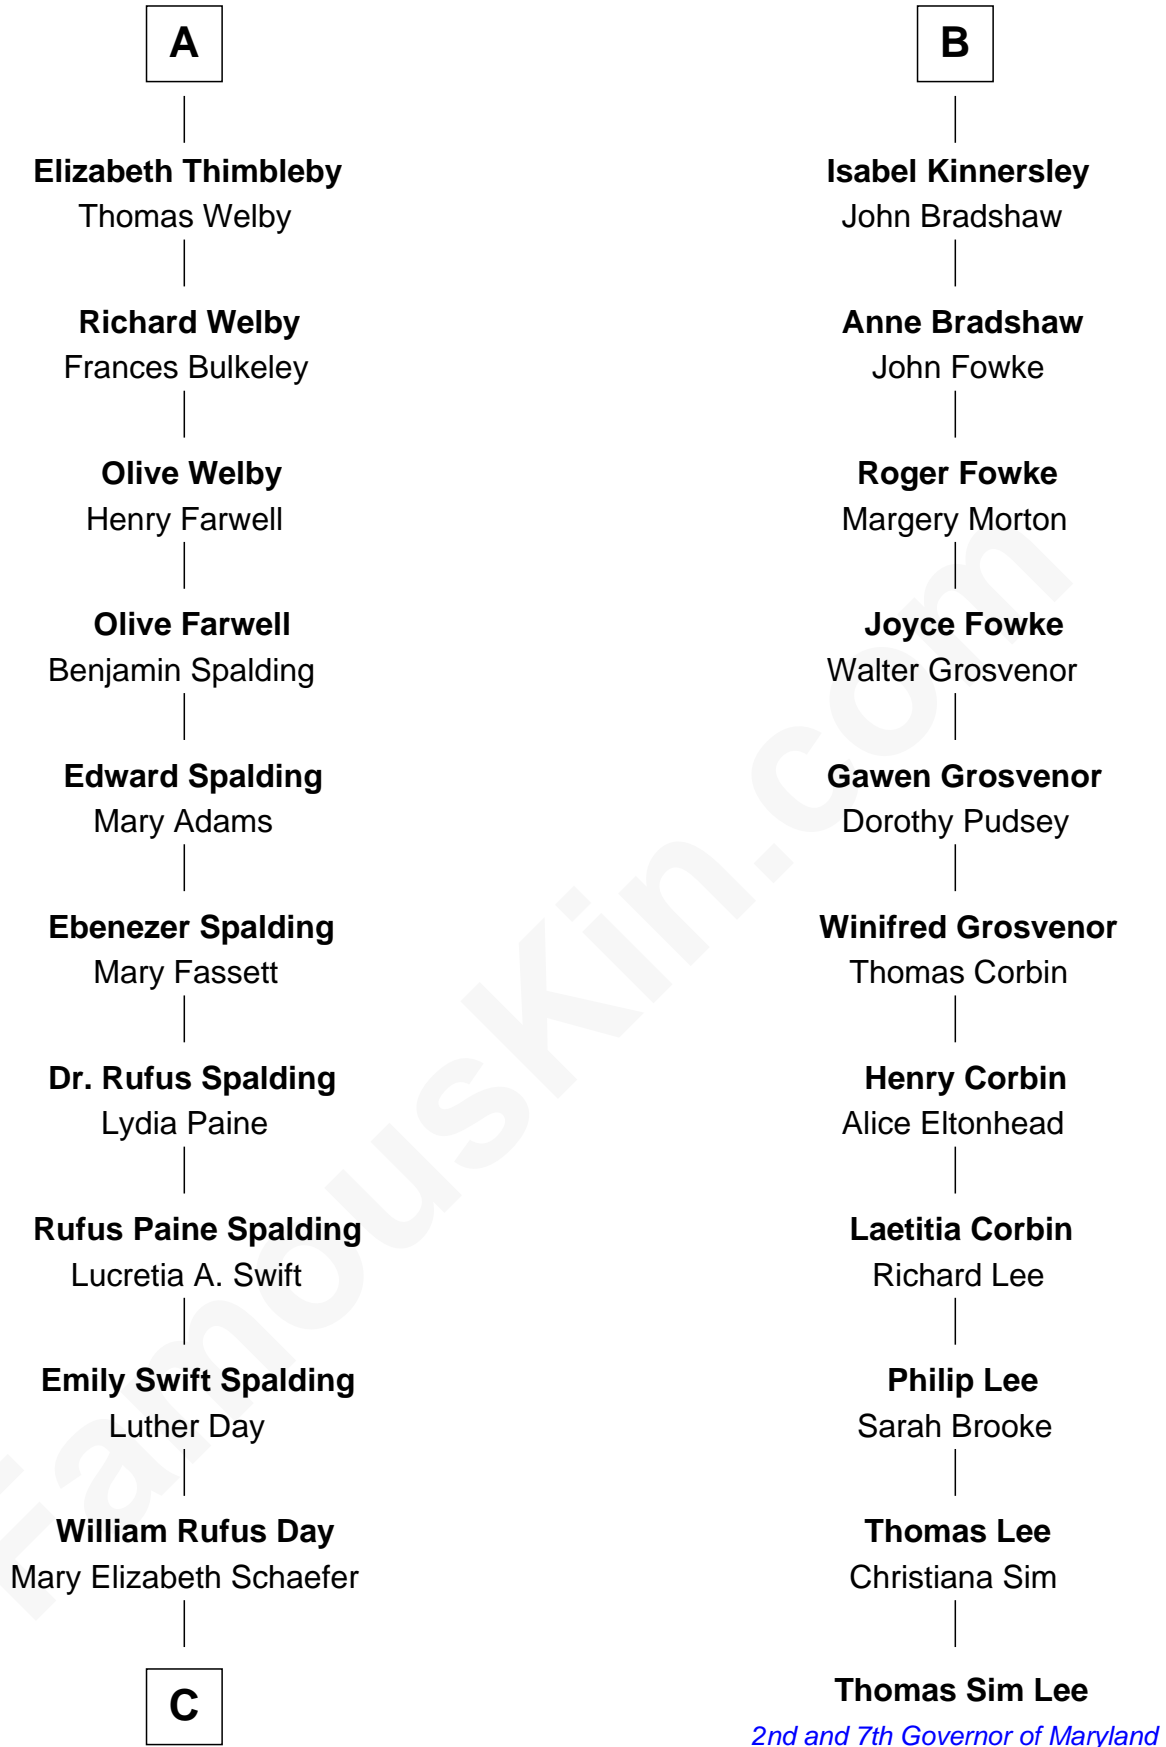 A
Elizabeth Thimbleby
Thomas Welby
Richard Welby
Frances Bulkeley
Olive Welby
Henry Farwell
Olive Farwell
Benjamin Spalding
Edward Spalding
Mary Adams
Ebenezer Spalding
Mary Fassett
Dr. Rufus Spalding
Lydia Paine
Rufus Paine Spalding
Lucretia A. Swift
Emily Swift Spalding
Luther Day
William Rufus Day
Mary Elizabeth Schaefer
C
B
Isabel Kinnersley
John Bradshaw
Anne Bradshaw
John Fowke
Roger Fowke
Margery Morton
Joyce Fowke
Walter Grosvenor
Gawen Grosvenor
Dorothy Pudsey
Winifred Grosvenor
Thomas Corbin
Henry Corbin
Alice Eltonhead
Laetitia Corbin
Richard Lee
Philip Lee
Sarah Brooke
Thomas Lee
Christiana Sim
Thomas Sim Lee
2nd and 7th Governor of Maryland
FamousKin.com